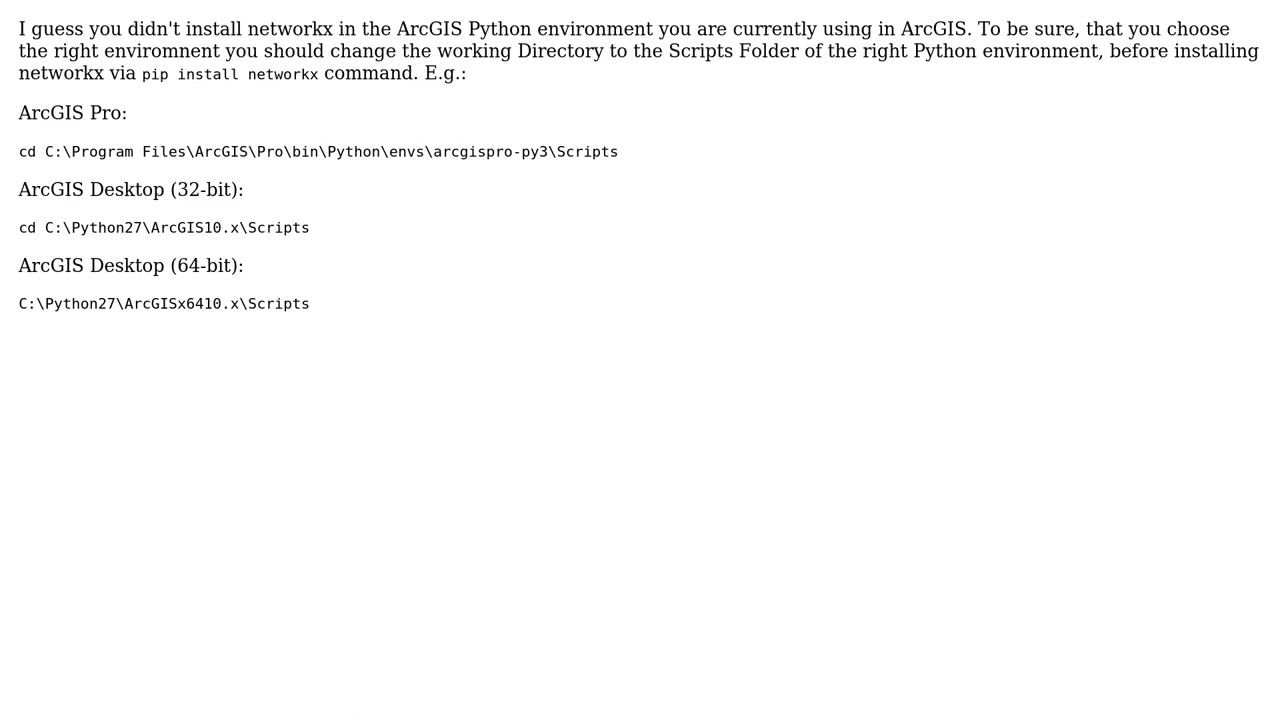 I guess you didn't install networkx in the ArcGIS Python environment you are currently using in ArcGIS. To be sure, that you choose
the right enviromnent you should change the working Directory to the Scripts Folder of the right Python environment, before installing
networkx via pip install networkx command. E.g.:
ArcGIS Pro:
cd C:\Program Files\ArcGIS\Pro\bin\Python\envs\arcgispro-py3\Scripts
ArcGIS Desktop (32-bit):
cd C:\Python27\ArcGIS10.x\Scripts
ArcGIS Desktop (64-bit):
C:\Python27\ArcGISx6410.x\Scripts